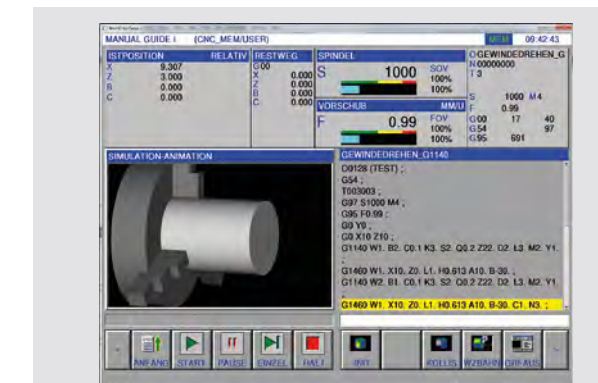 MANUAL GUIDE i (CNC_MEM/USER) MEM 09:42:43
ISTPOSITION RELATIV RESTWEG SPINDEL OGEWINDEDREHEN_G
X 9.307 G00 S 1000 SOV 100% 100% N 00000000
Z 3.000 X 0.000 T 3
B 0.000 Z 0.000
C 0.000 B 0.000 S 1000 M4
C 0.000 VORSCHUB MM/U F 0.99
F 0.99 FOV 100% 100% G00 17 40
G54 97
G95 691
SIMULATION-ANIMATION GEWINDEDREHEN_G1140
O0128 (TEST) ;
G54 ;
T003003 ;
G97 S1000 M4 ;
G95 F0.99 ;
G0 Y0 ;
G0 X10 Z10 ;
G1140 W1. B2. C0.1 K3. S2. Q0.2 Z22. D2. L3. M2. Y1.
;
G1460 W1. X10. Z0. L1. H0.613 A10. B-30. ;
G1140 W2. B1. C0.1 K3. S2. Q0.2 Z22. D2. L3. M2. Y1.
;
G1460 W1. X10. Z0. L1. H0.613 A10. B-30. C1. N3. ;
ANFANG START PAUSE EINZEL HALT INIT KOLLIS. WZBAHN GRF-AUS